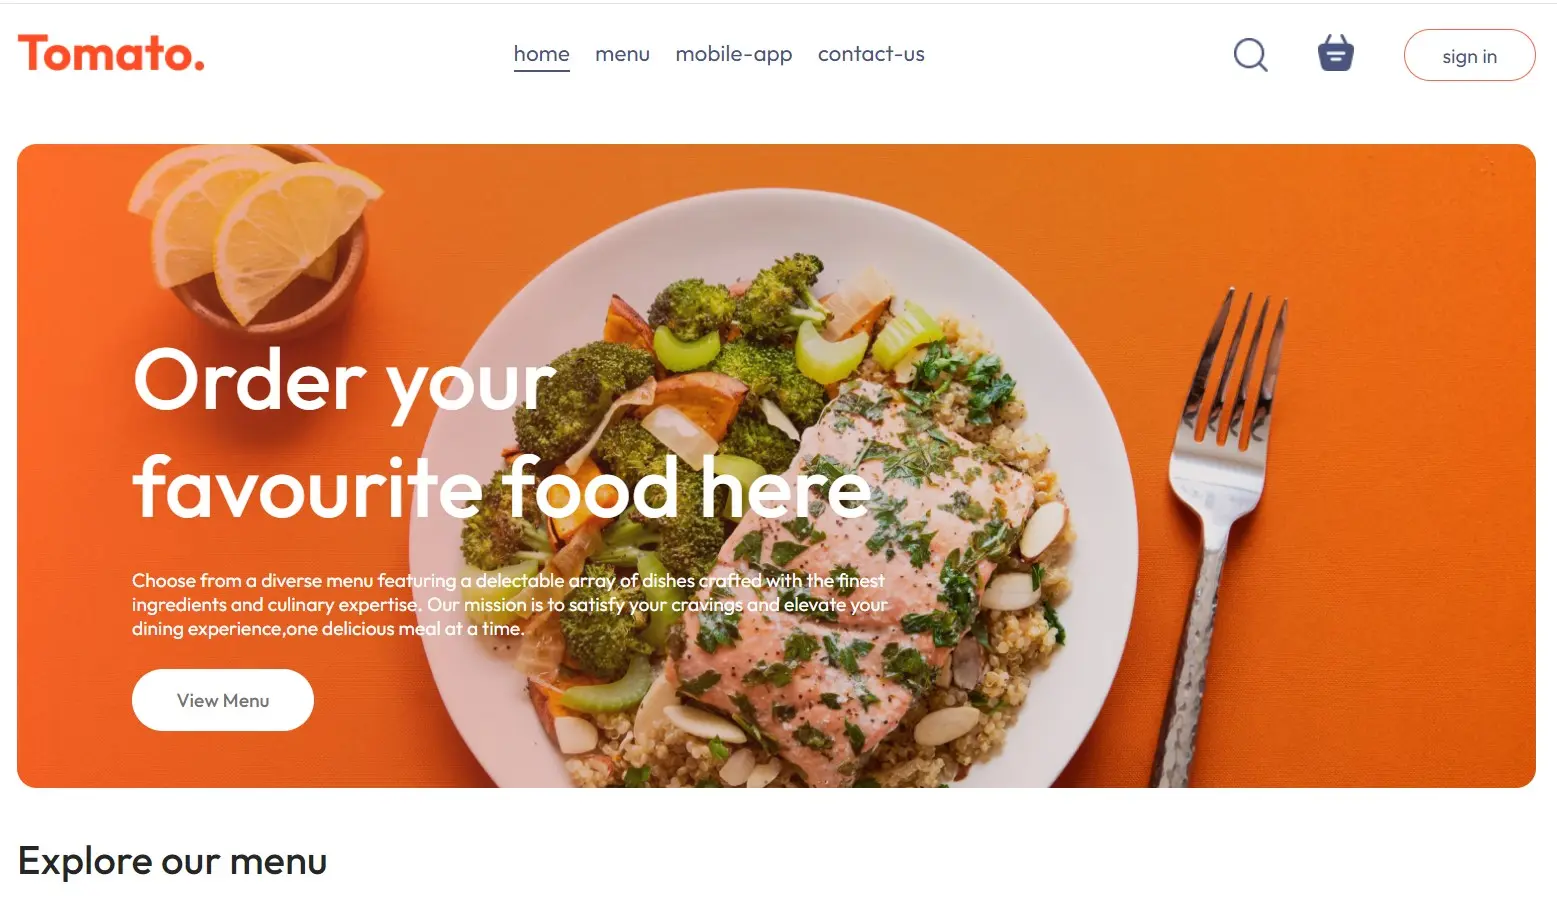 Tomato.
home menu mobile-app contact-us
sign in
Order your
favourite food here
Choose from a diverse menu featuring a delectable array of dishes crafted with the finest
ingredients and culinary expertise. Our mission is to satisfy your cravings and elevate your
dining experience,one delicious meal at a time.
View Menu
Explore our menu